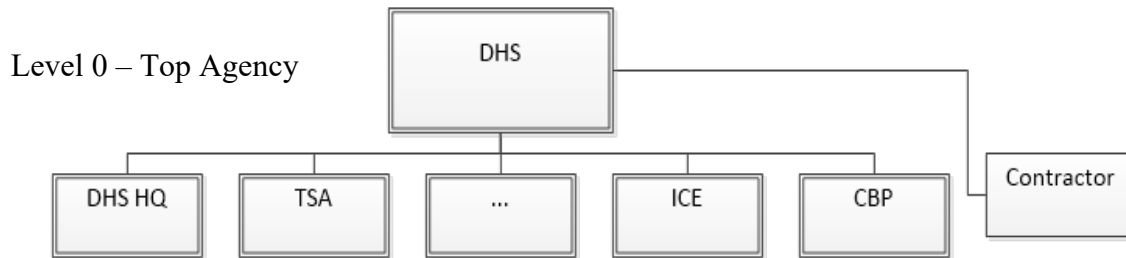 DHS
Level 0 – Top Agency
DHS HQ
TSA
...
ICE
CBP
Contractor